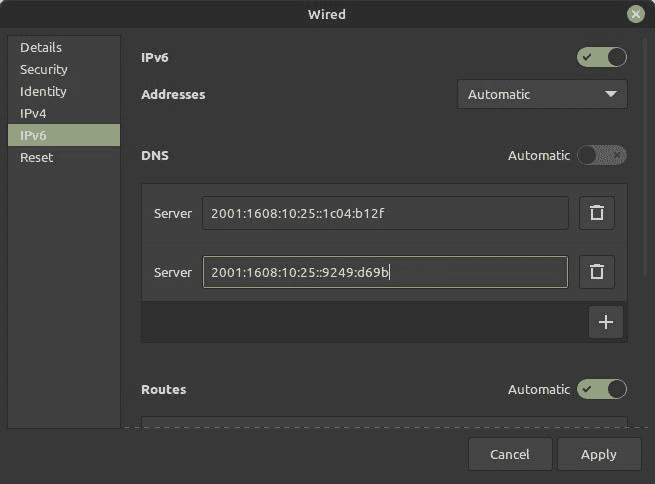 Wired
Details
Security
Identity
IPv4
IPv6
Reset
IPv6
Addresses
Automatic
DNS
Automatic
Server
2001:1608:10:25::1c04:b12f
Server
2001:1608:10:25::9249:d69b
Routes
Automatic
Cancel
Apply